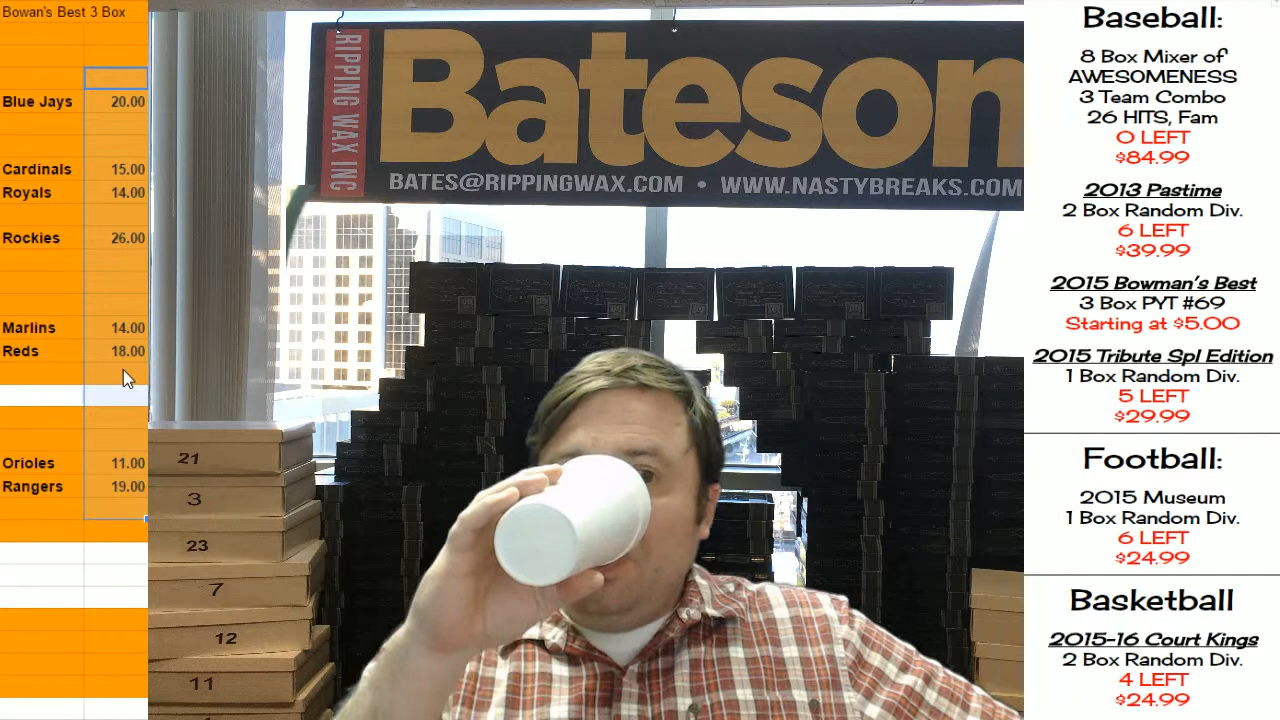 Bowan's Best 3 Box
Blue Jays 20.00
Cardinals 15.00
Royals 14.00
Rockies 26.00
Marlins 14.00
Reds 18.00
Orioles 11.00
Rangers 19.00
RIPPING WAX INC
Bateson
BATES@RIPPINGWAX.COM • WWW.NASTYBREAKS.COM
21
3
23
7
12
11
Baseball:
8 Box Mixer of
AWESOMENESS
3 Team Combo
26 HITS, Fam
0 LEFT
$84.99
2013 Pastime
2 Box Random Div.
6 LEFT
$39.99
2015 Bowman's Best
3 Box PYT #69
Starting at $5.00
2015 Tribute Spl Edition
1 Box Random Div.
5 LEFT
$29.99
Football:
2015 Museum
1 Box Random Div.
6 LEFT
$24.99
Basketball
2015-16 Court Kings
2 Box Random Div.
4 LEFT
$24.99